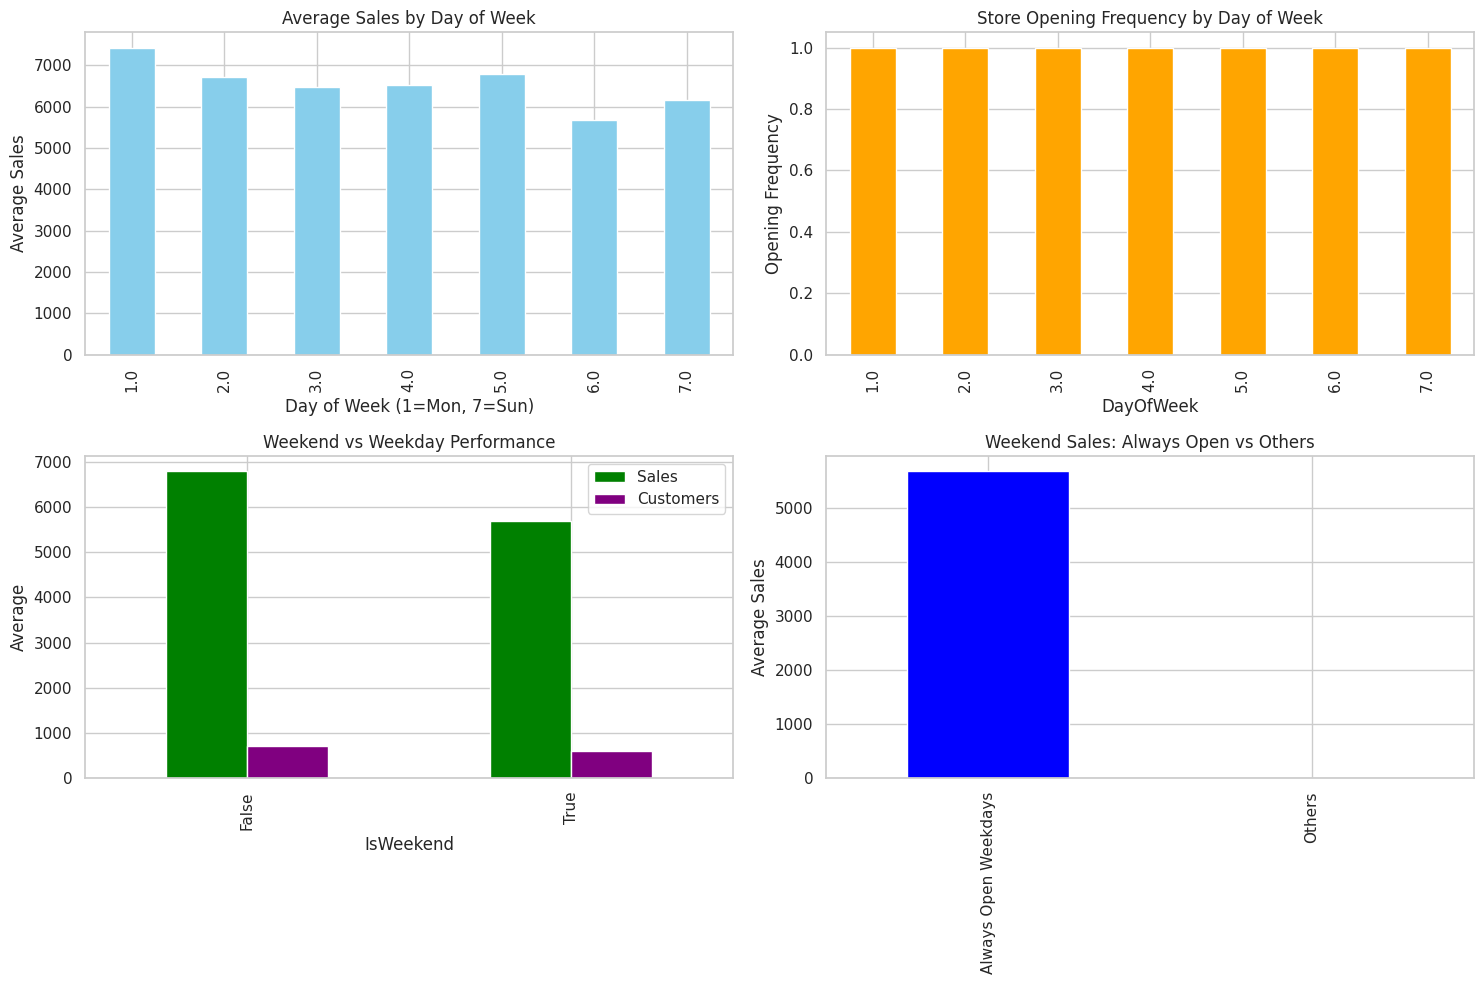 Average Sales by Day of Week
Average Sales
7000
6000
5000
4000
3000
2000
1000
0
1.0
2.0
3.0
4.0
5.0
6.0
7.0
Day of Week (1=Mon, 7=Sun)
Store Opening Frequency by Day of Week
Opening Frequency
1.0
0.8
0.6
0.4
0.2
0.0
1.0
2.0
3.0
4.0
5.0
6.0
7.0
DayOfWeek
Weekend vs Weekday Performance
Average
7000
6000
5000
4000
3000
2000
1000
0
Sales
Customers
False
True
IsWeekend
Weekend Sales: Always Open vs Others
Average Sales
5000
4000
3000
2000
1000
0
Always Open Weekdays
Others